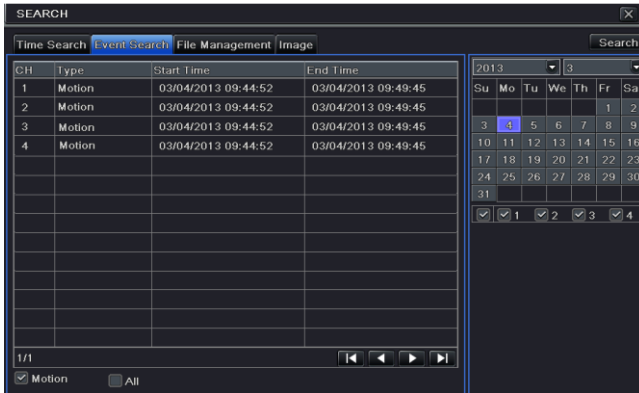 SEARCH
Time Search Event Search File Management Image
Search
CH Type Start Time End Time
1 Motion 03/04/2013 09:44:52 03/04/2013 09:49:45
2 Motion 03/04/2013 09:44:52 03/04/2013 09:49:45
3 Motion 03/04/2013 09:44:52 03/04/2013 09:49:45
4 Motion 03/04/2013 09:44:52 03/04/2013 09:49:45
1/1
Motion All
2013 3
Su Mo Tu We Th Fr Sa
1 2
3 4 5 6 7 8 9
10 11 12 13 14 15 16
17 18 19 20 21 22 23
24 25 26 27 28 29 30
31
1 2 3 4